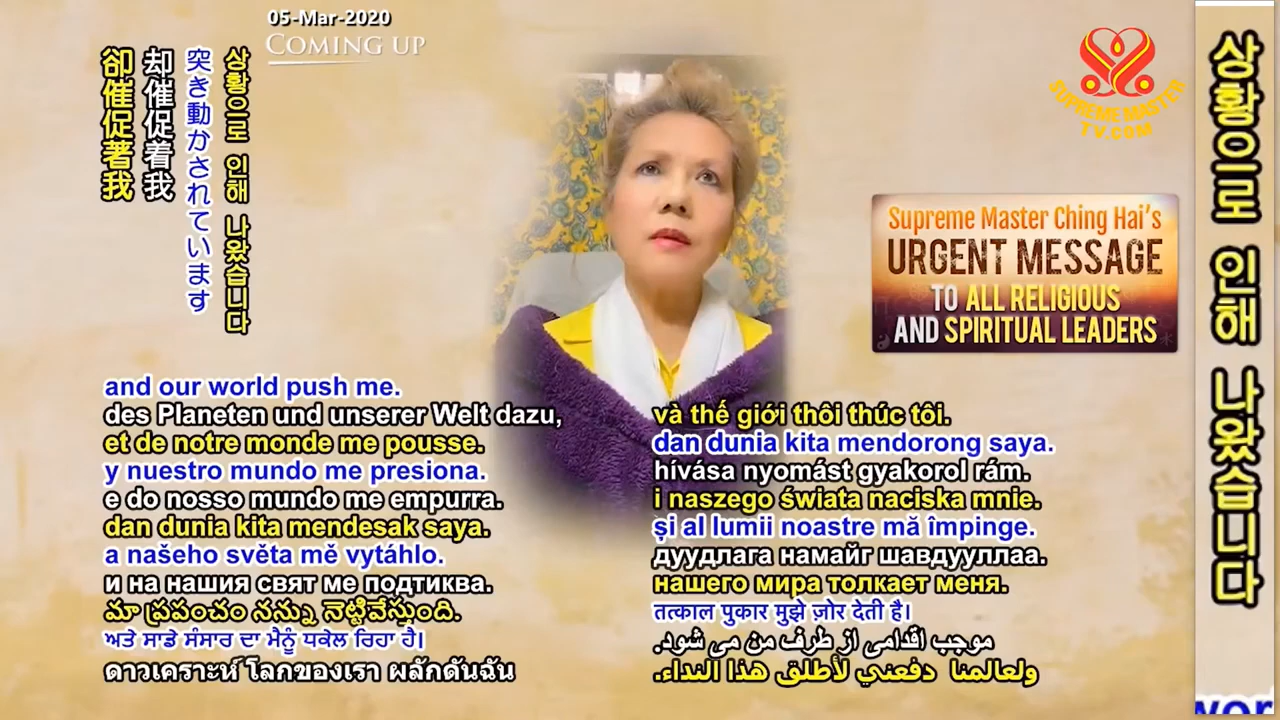 05-Mar-2020
COMING UP
卻催促著我
却催促着我
突き動かされています
상황으로 인해 나왔습니다
SUPREME MASTER
TV.COM
Supreme Master Ching Hai's
URGENT MESSAGE
TO ALL RELIGIOUS
AND SPIRITUAL LEADERS
and our world push me.
des Planeten und unserer Welt dazu,
et de notre monde me pousse.
y nuestro mundo me presiona.
e do nosso mundo me empurra.
dan dunia kita mendesak saya.
a našeho světa mě vytáhlo.
и на нашия свят ме подтиква.
మా ప్రపంచం నన్ను నెట్టివేస్తుంది.
ਅਤੇ ਸਾਡੇ ਸੰਸਾਰ ਦਾ ਮੈਨੂੰ ਧਕੇਲ ਰਿਹਾ ਹੈ।
ดาวเคราะห์ โลกของเรา ผลักดันฉัน
và thế giới thôi thúc tôi.
dan dunia kita mendorong saya.
hívása nyomást gyakorol rám.
i naszego świata naciska mnie.
și al lumii noastre mă împinge.
дуудлага намайг шавдууллаа.
нашего мира толкает меня.
तत्काल पुकार मुझे ज़ोर देती है।
موجب اقدامی از طرف من می شود.
ولعالمنا دفعني لأطلق هذا النداء.
상황으로 인해 나왔습니다